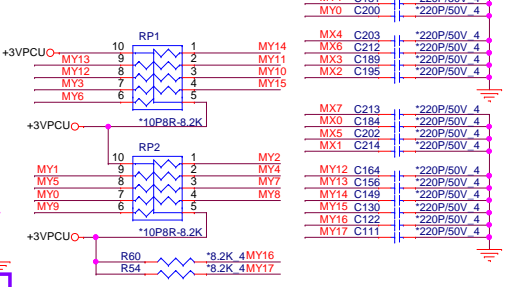 MY0 C200 *220P/50V_4
RP1
MX4 C203 *220P/50V_4
+3VPCU 10 1 MY14
MX6 C212 *220P/50V_4
MY13 9 2 MY11
MX3 C189 *220P/50V_4
MY12 8 3 MY10
MX2 C195 *220P/50V_4
MY3 7 4 MY15
MY6 6 5
MX7 C213 *220P/50V_4
+3VPCU *10P8R-8.2K
MX0 C184 *220P/50V_4
MX5 C202 *220P/50V_4
RP2
MX1 C214 *220P/50V_4
10 1 MY2
MY1 9 2 MY4
MY12 C164 *220P/50V_4
MY5 8 3 MY7
MY13 C156 *220P/50V_4
MY0 7 4 MY8
MY14 C149 *220P/50V_4
MY9 6 5
MY15 C130 *220P/50V_4
MY16 C122 *220P/50V_4
+3VPCU *10P8R-8.2K
MY17 C111 *220P/50V_4
R60 *8.2K_4 MY16
R54 *8.2K_4 MY17